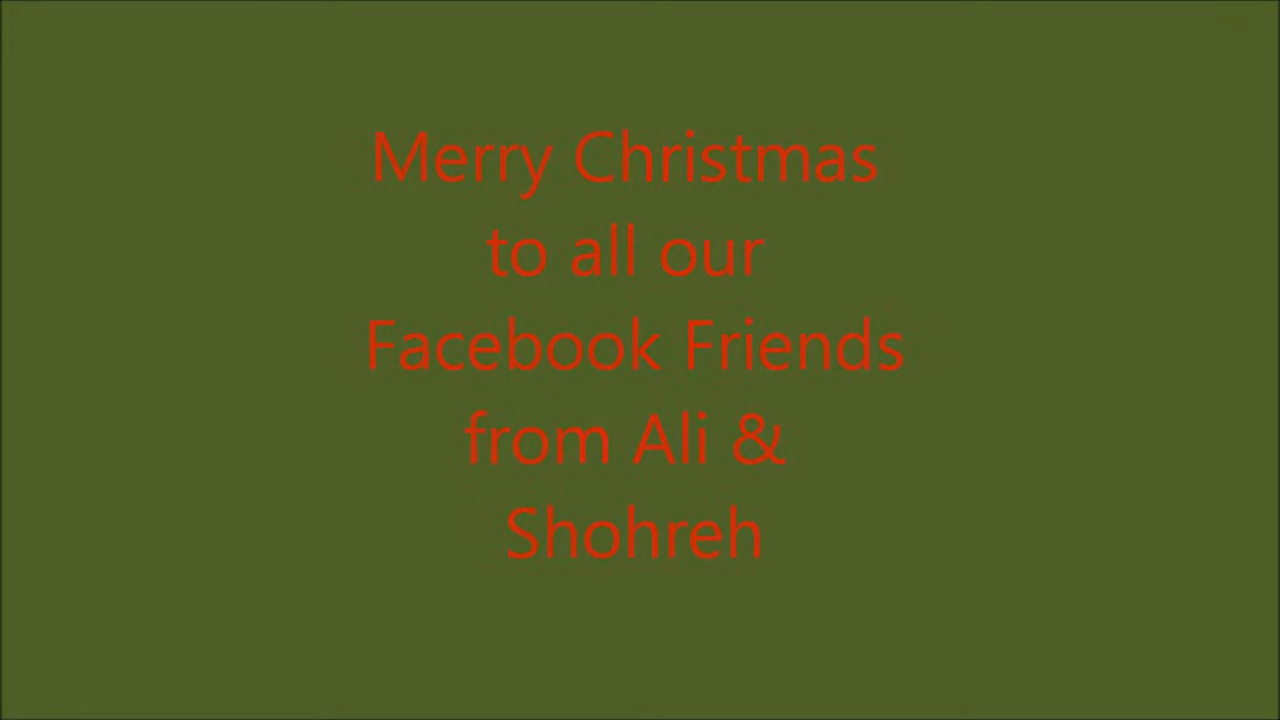 Merry Christmas
to all our
Facebook Friends
from Ali &
Shohreh